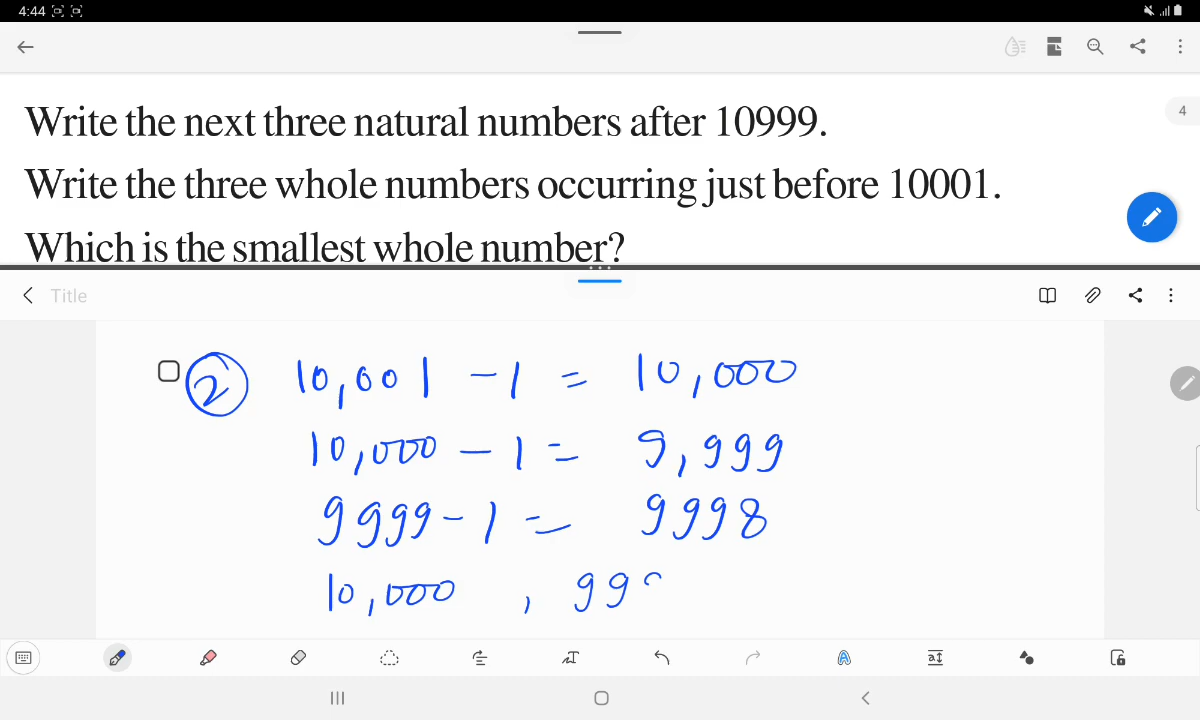 4:44
Write the next three natural numbers after 10999.
4
Write the three whole numbers occurring just before 10001.
Which is the smallest whole number?
Title
2 10,001 - 1 = 10,000
10,000 - 1 = 9,999
9999 - 1 = 9998
10,000 , 99